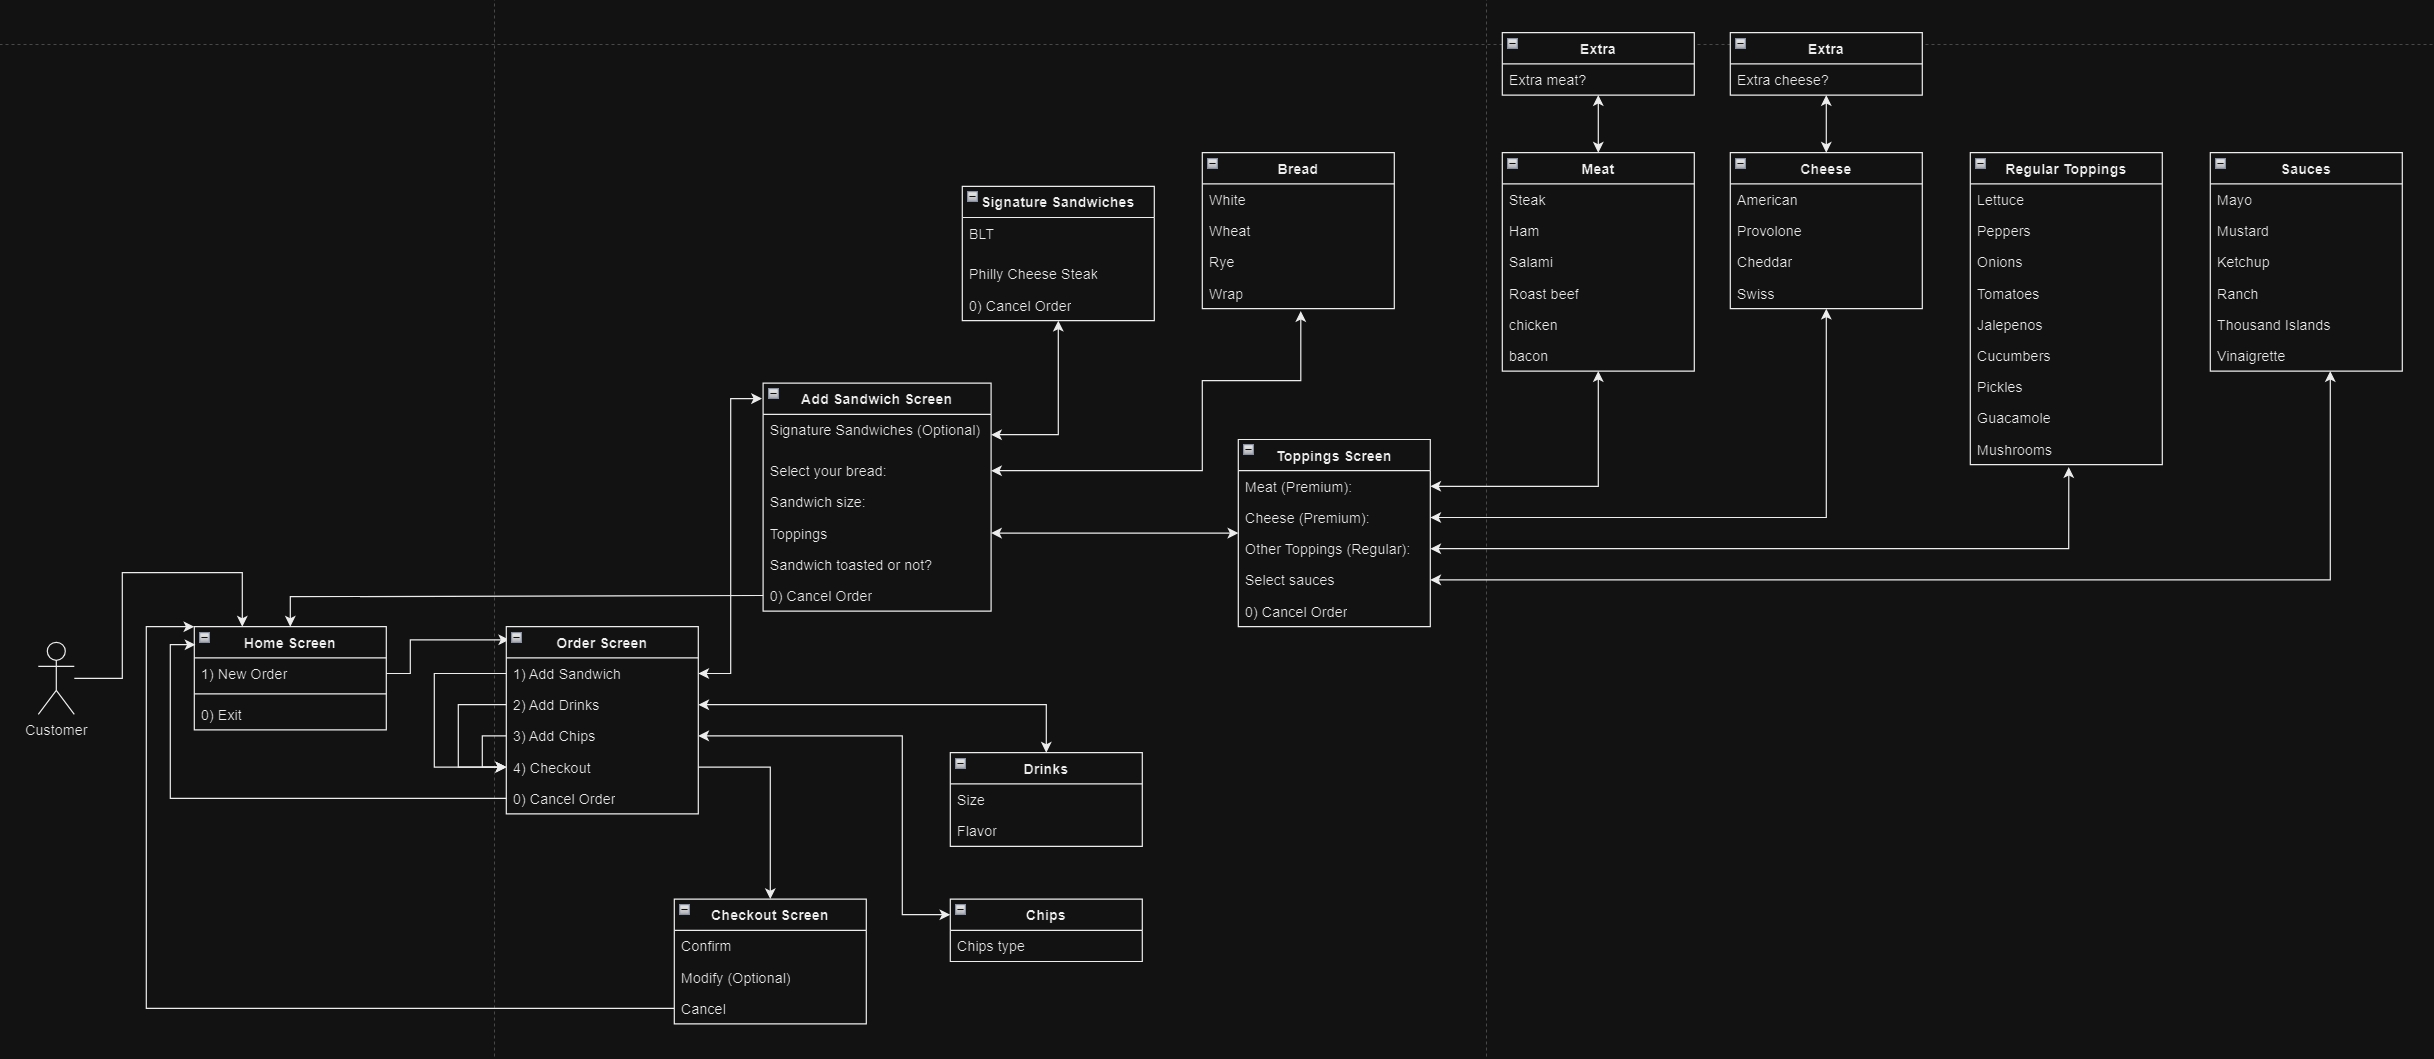 Extra
Extra meat?
Extra
Extra cheese?
Signature Sandwiches
BLT
Philly Cheese Steak
0) Cancel Order
Bread
White
Wheat
Rye
Wrap
Meat
Steak
Ham
Salami
Roast beef
chicken
bacon
Cheese
American
Provolone
Cheddar
Swiss
Regular Toppings
Lettuce
Peppers
Onions
Tomatoes
Jalepenos
Cucumbers
Pickles
Guacamole
Mushrooms
Sauces
Mayo
Mustard
Ketchup
Ranch
Thousand Islands
Vinaigrette
Add Sandwich Screen
Signature Sandwiches (Optional)
Select your bread:
Sandwich size:
Toppings
Sandwich toasted or not?
0) Cancel Order
Toppings Screen
Meat (Premium):
Cheese (Premium):
Other Toppings (Regular):
Select sauces
0) Cancel Order
Customer
Home Screen
1) New Order
0) Exit
Order Screen
1) Add Sandwich
2) Add Drinks
3) Add Chips
4) Checkout
0) Cancel Order
Drinks
Size
Flavor
Checkout Screen
Confirm
Modify (Optional)
Cancel
Chips
Chips type